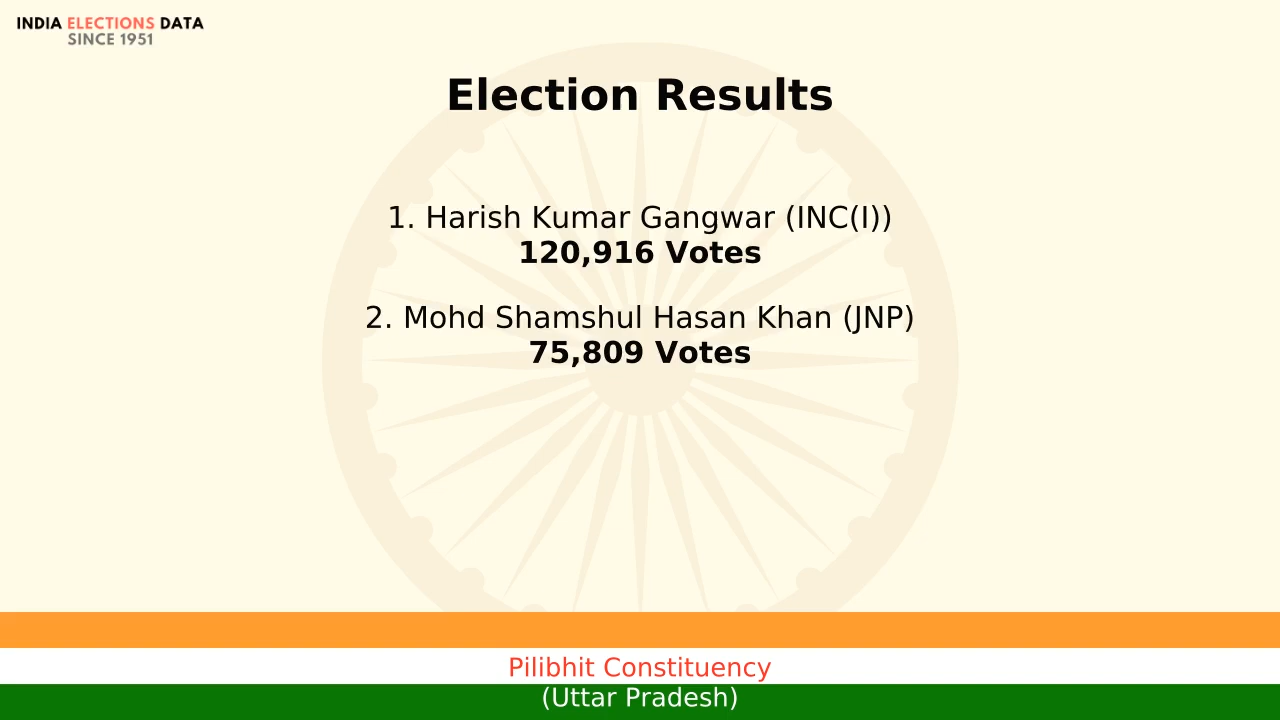 INDIA ELECTIONS DATA
SINCE 1951
Election Results
1. Harish Kumar Gangwar (INC(I))
120,916 Votes
2. Mohd Shamshul Hasan Khan (JNP)
75,809 Votes
Pilibhit Constituency
(Uttar Pradesh)